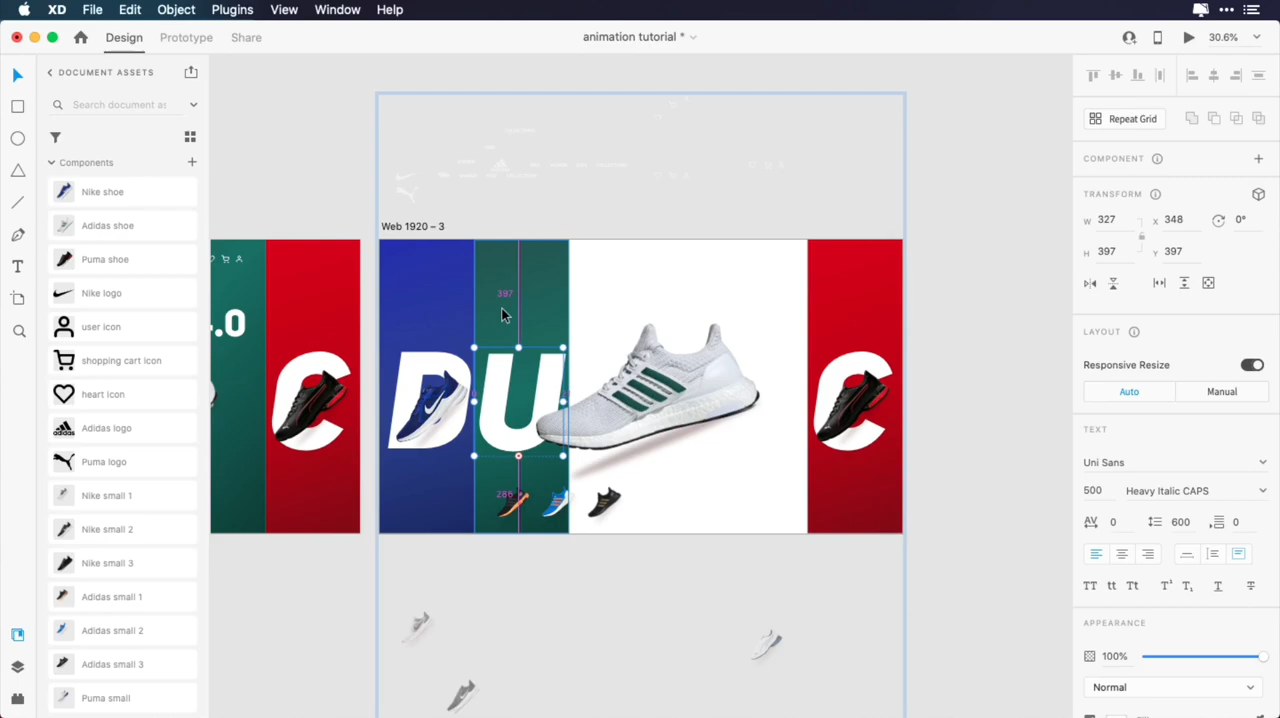 XD File Edit Object Plugins View Window Help
Design Prototype Share
animation tutorial *
30.6%
DOCUMENT ASSETS
Search document as
Components
Nike shoe
Adidas shoe
Puma shoe
Nike logo
user icon
shopping cart icon
heart icon
Adidas logo
Puma logo
Nike small 1
Nike small 2
Nike small 3
Adidas small 1
Adidas small 2
Adidas small 3
Puma small
Web 1920 – 3
.0
C
397
D
U
C
286
Repeat Grid
COMPONENT
TRANSFORM
W 327 X 348 0°
H 397 Y 397
LAYOUT
Responsive Resize
Auto Manual
TEXT
Uni Sans
500 Heavy Italic CAPS
AV 0 600 0
TT tt Tt T¹ T₁ T T
APPEARANCE
100%
Normal